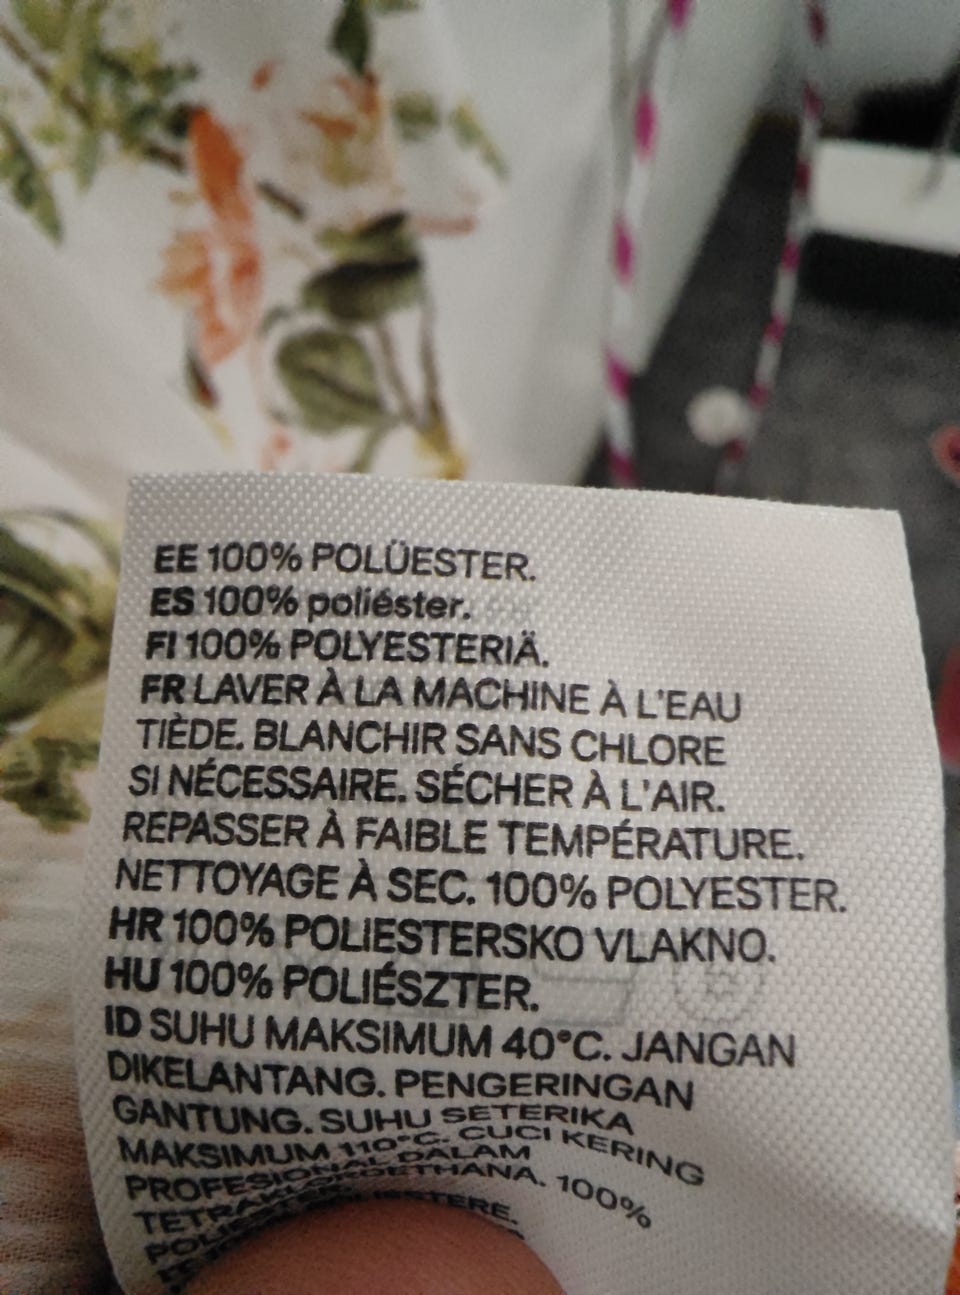 EE 100% POLÜESTER.
ES 100% poliéster.
FI 100% POLYESTERIÄ.
FR LAVER À LA MACHINE À L'EAU
TIÈDE. BLANCHIR SANS CHLORE
SI NÉCESSAIRE. SÉCHER À L'AIR.
REPASSER À FAIBLE TEMPÉRATURE.
NETTOYAGE À SEC. 100% POLYESTER.
HR 100% POLIESTERSKO VLAKNO.
HU 100% POLIÉSZTER.
ID SUHU MAKSIMUM 40°C. JANGAN
DIKELANTANG. PENGERINGAN
GANTUNG. SUHU SETERIKA
MAKSIMUM 110°C. CUCI KERING
PROFESIONAL DALAM
TETRAKLOROETHANA. 100%